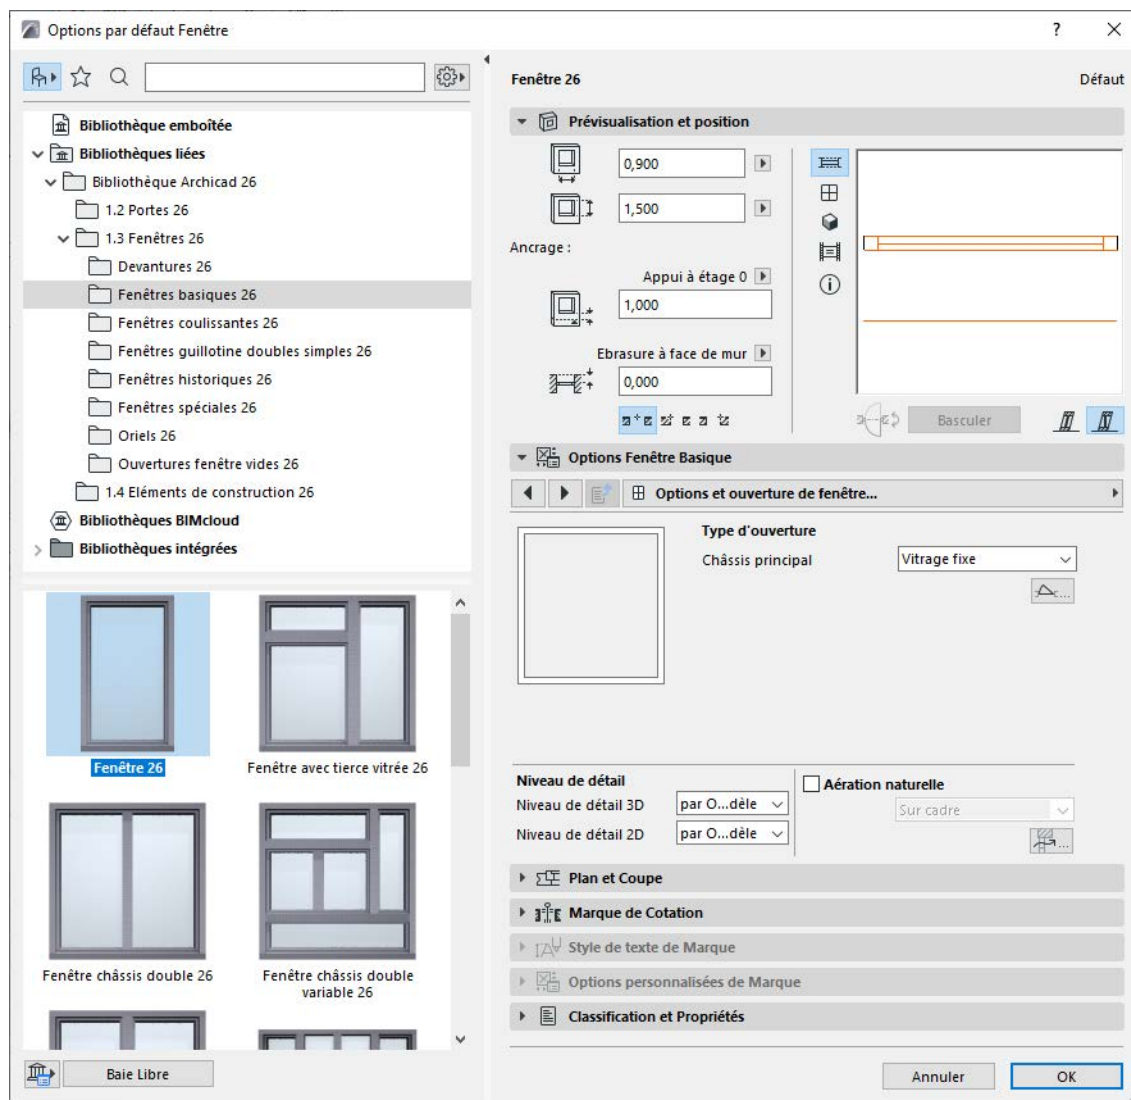 Options par défaut Fenêtre
?
Bibliothèque emboîtée
Bibliothèques liées
Bibliothèque Archicad 26
1.2 Portes 26
1.3 Fenêtres 26
Devantures 26
Fenêtres basiques 26
Fenêtres coulissantes 26
Fenêtres guillotine doubles simples 26
Fenêtres historiques 26
Fenêtres spéciales 26
Oriels 26
Ouvertures fenêtre vides 26
1.4 Eléments de construction 26
Bibliothèques BIMcloud
Bibliothèques intégrées
Fenêtre 26
Fenêtre avec tierce vitrée 26
Fenêtre châssis double 26
Fenêtre châssis double
variable 26
Baie Libre
Fenêtre 26
Défaut
Prévisualisation et position
0,900
1,500
Ancrage :
Appui à étage 0
1,000
Ebrasure à face de mur
0,000
Basculer
Options Fenêtre Basique
Options et ouverture de fenêtre...
Type d'ouverture
Châssis principal
Vitrage fixe
Niveau de détail
Niveau de détail 3D
par O...dèle
Niveau de détail 2D
par O...dèle
Aération naturelle
Sur cadre
Plan et Coupe
Marque de Cotation
Style de texte de Marque
Options personnalisées de Marque
Classification et Propriétés
Annuler
OK